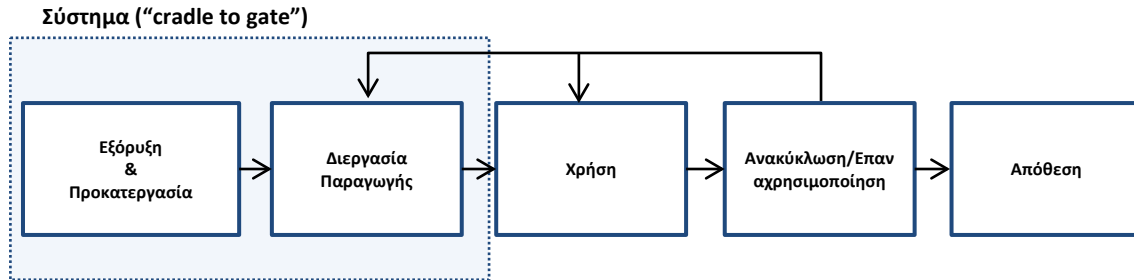 Σύστημα (“cradle to gate”)
Εξόρυξη
&
Προκατεργασία
Διεργασία
Παραγωγής
Χρήση
Ανακύκλωση/Επαν
αχρησιμοποίηση
Απόθεση